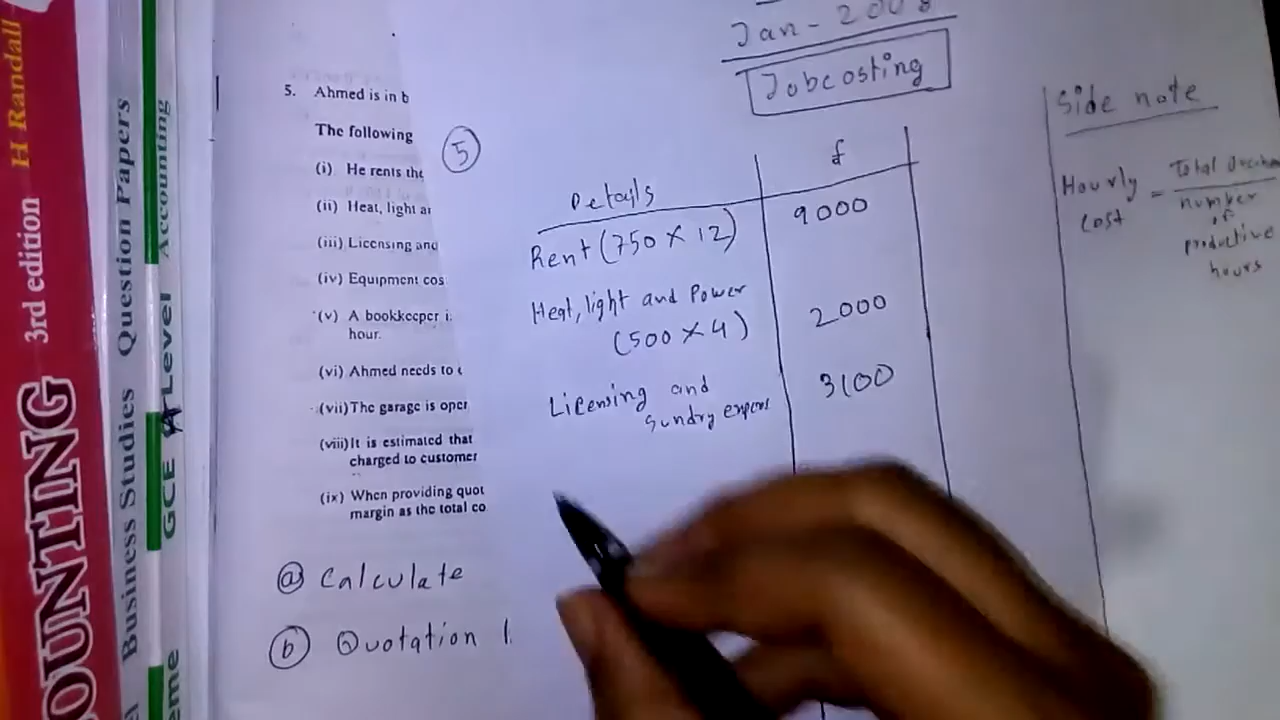 H Randall
3rd edition
OUNTING
Question Papers
Business Studies
Accounting
GCE A Level
eme
5. Ahmed is in b
The following
(i) He rents the
(ii) Heat, light ar
(iii) Licensing and
(iv) Equipment cos
(v) A bookkeeper i
hour.
(vi) Ahmed needs to
(vii) The garage is oper
(viii) It is estimated that
charged to customer
(ix) When providing quot
margin as the total co
a Calculate
b Quotation
Jan - 2008
Jobcosting
5
Details £
Rent (750 × 12) 9000
Heat, light and Power
(500 × 4) 2000
Licensing and
Sundry expens 3100
Side note
Hourly cost = Total
number
of
productive
hours